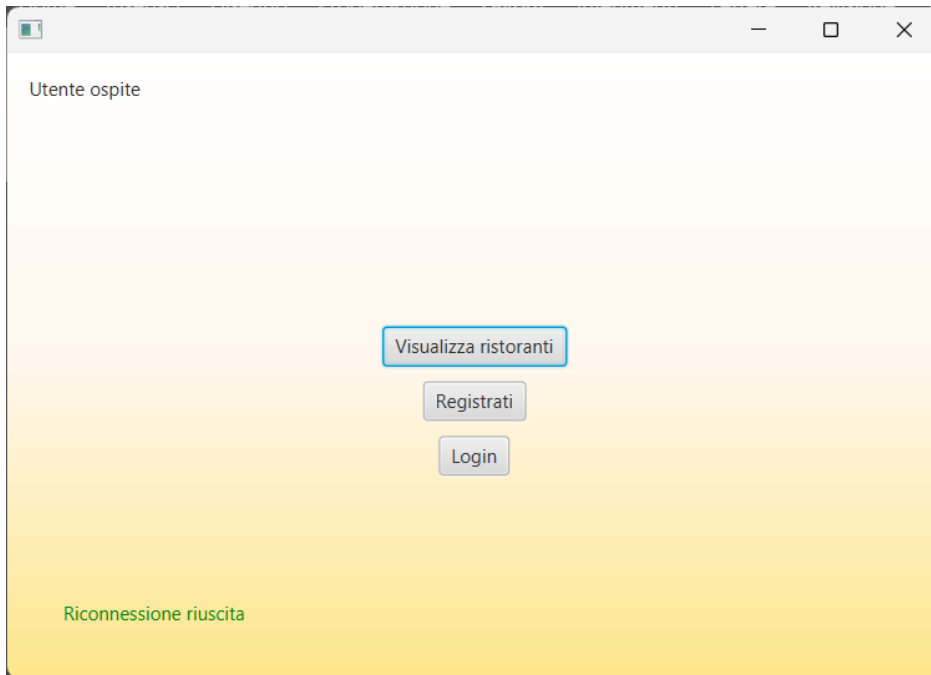 Utente ospite
Visualizza ristoranti
Registrati
Login
Riconnessione riuscita